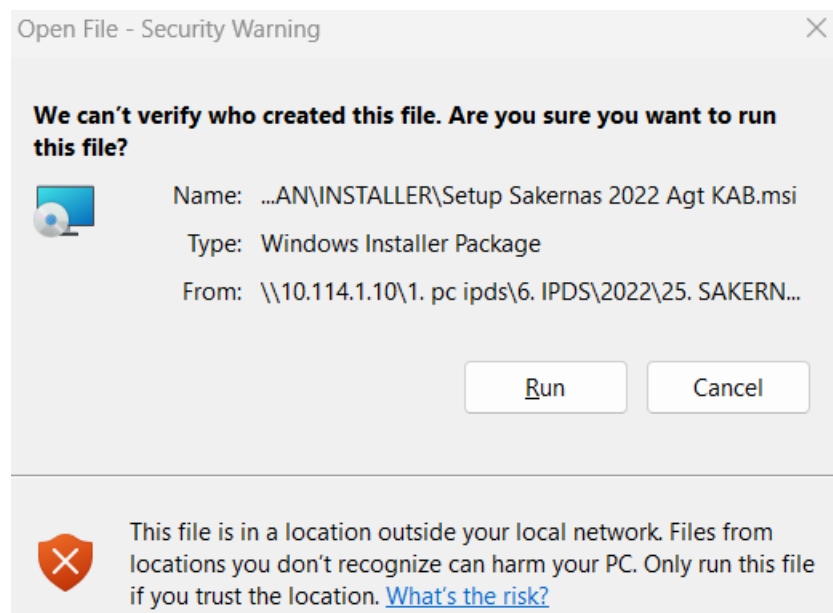 Open File - Security Warning
We can't verify who created this file. Are you sure you want to run
this file?
Name: ...AN\INSTALLER\Setup Sakernas 2022 Agt KAB.msi
Type: Windows Installer Package
From: \\10.114.1.10\1. pc ipds\6. IPDS\2022\25. SAKERN...
Run Cancel
This file is in a location outside your local network. Files from
locations you don't recognize can harm your PC. Only run this file
if you trust the location. What's the risk?